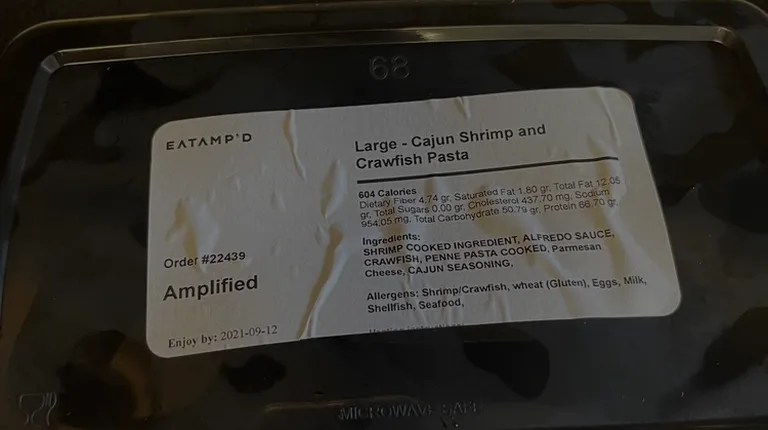 68
EATAMP'D
Large - Cajun Shrimp and
Crawfish Pasta
604 Calories
Dietary Fiber 4.74 gr, Saturated Fat 1.80 gr, Total Fat 12.05
gr, Total Sugars 0.00 gr, Cholesterol 437.70 mg, Sodium
954.05 mg, Total Carbohydrate 50.79 gr, Protein 66.70 gr,
Ingredients:
SHRIMP COOKED INGREDIENT, ALFREDO SAUCE,
CRAWFISH, PENNE PASTA COOKED, Parmesan
Cheese, CAJUN SEASONING,
Allergens: Shrimp/Crawfish, wheat (Gluten), Eggs, Milk,
Shellfish, Seafood,
Order #22439
Amplified
Enjoy by: 2021-09-12
MICROWAVE SAFE